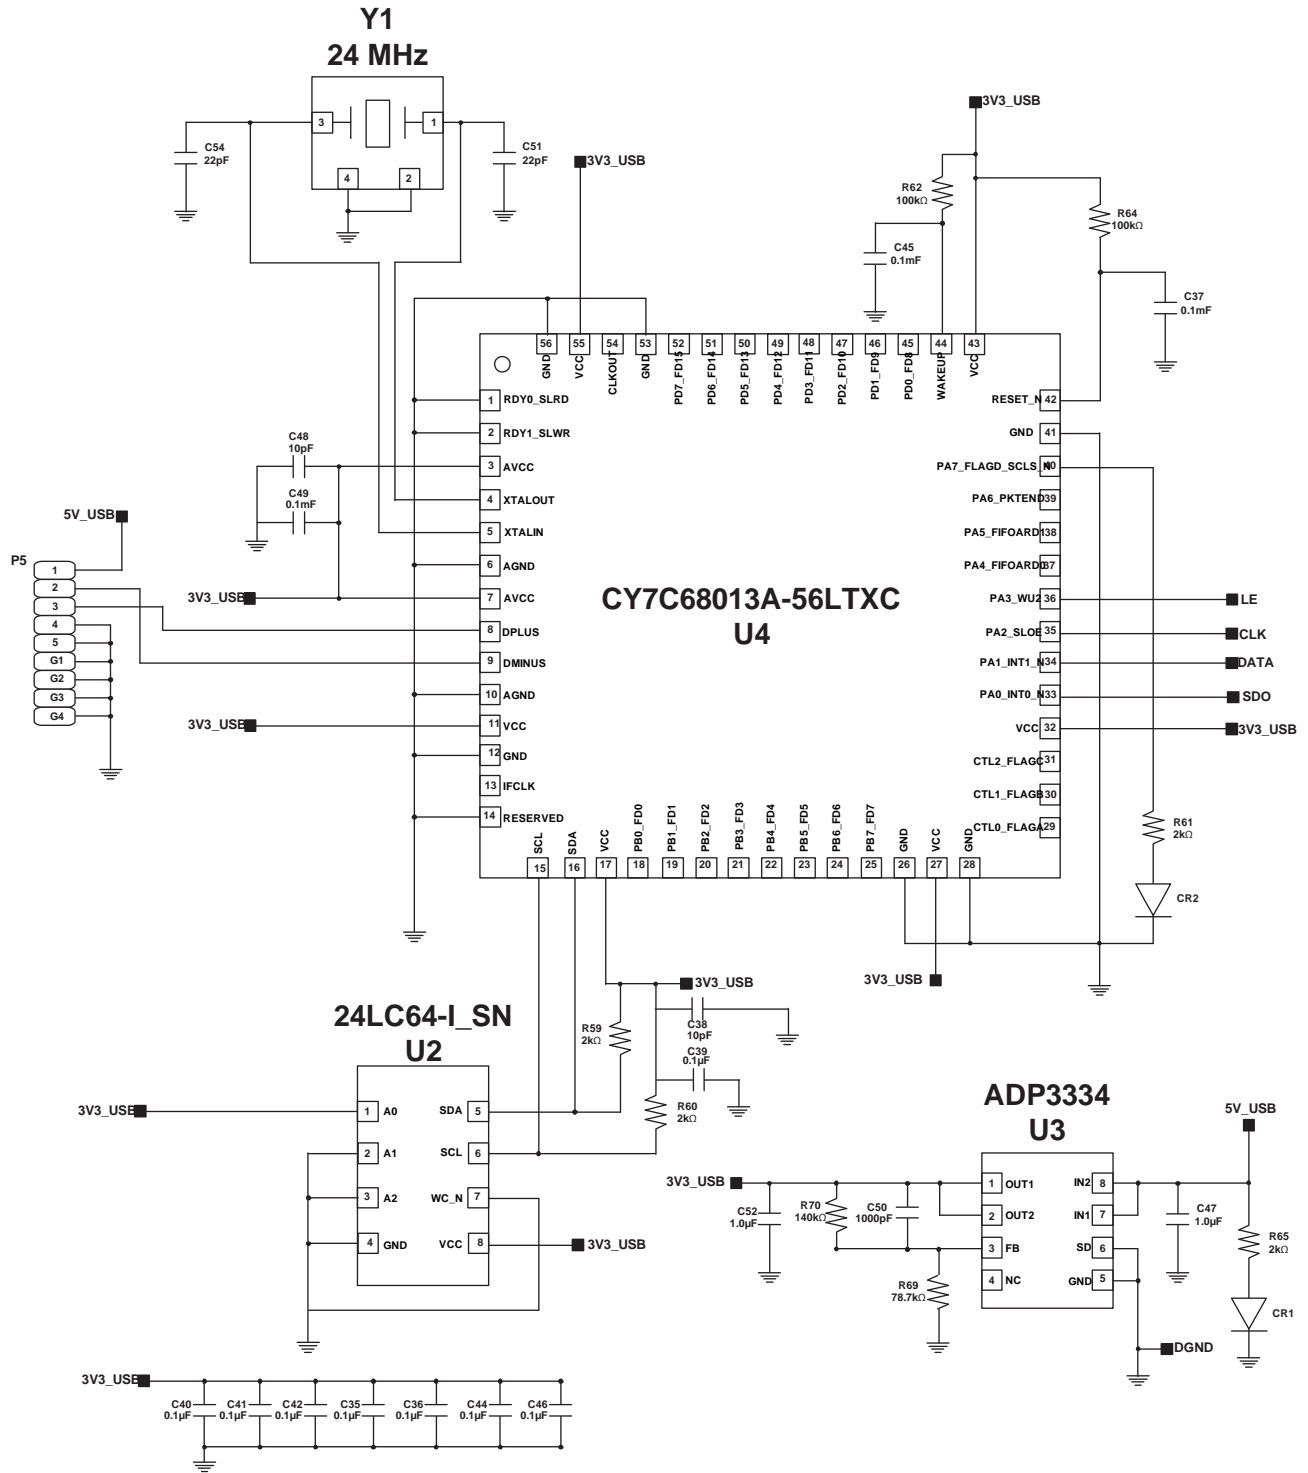 Y1
24 MHz
3
1
4
2
C54
22pF
C51
22pF
3V3_USB
3V3_USB
R62
100kΩ
R64
100kΩ
C45
0.1mF
C37
0.1mF
56 55 54 53 52 51 50 49 48 47 46 45 44 43
GND
VCC
CLKOUT
GND
PD7_FD15
PD6_FD14
PD5_FD13
PD4_FD12
PD3_FD11
PD2_FD10
PD1_FD9
PD0_FD8
WAKEUP
VCC
1 RDY0_SLRD
2 RDY1_SLWR
3 AVCC
4 XTALOUT
5 XTALIN
6 AGND
7 AVCC
8 DPLUS
9 DMINUS
10 AGND
11 VCC
12 GND
13 IFCLK
14 RESERVED
RESET_N 42
GND 41
PA7_FLAGD_SCLS_N 40
PA6_PKTEND 39
PA5_FIFOARD1 38
PA4_FIFOARD0 37
PA3_WU2 36
PA2_SLOE 35
PA1_INT1_N 34
PA0_INT0_N 33
VCC 32
CTL2_FLAGC 31
CTL1_FLAGB 30
CTL0_FLAGA 29
CY7C68013A-56LTXC
U4
LE
CLK
DATA
SDO
3V3_USB
C48
10pF
C49
0.1mF
5V_USB
P5
1
2
3
4
5
G1
G2
G3
G4
3V3_USB
3V3_USB
SCL
SDA
VCC
PB0_FD0
PB1_FD1
PB2_FD2
PB3_FD3
PB4_FD4
PB5_FD5
PB6_FD6
PB7_FD7
GND
VCC
GND
15 16 17 18 19 20 21 22 23 24 25 26 27 28
R61
2kΩ
CR2
3V3_USB
3V3_USB
24LC64-I_SN
U2
R59
2kΩ
C38
10pF
C39
0.1µF
R60
2kΩ
3V3_USB
1 A0
2 A1
3 A2
4 GND
SDA 5
SCL 6
WC_N 7
VCC 8
3V3_USB
ADP3334
U3
5V_USB
3V3_USB
C52
1.0µF
R70
140kΩ
C50
1000pF
R69
78.7kΩ
1 OUT1
2 OUT2
3 FB
4 NC
IN2 8
IN1 7
SD 6
GND 5
C47
1.0µF
R65
2kΩ
CR1
DGND
3V3_USB
C40
0.1µF
C41
0.1µF
C42
0.1µF
C35
0.1µF
C36
0.1µF
C44
0.1µF
C46
0.1µF